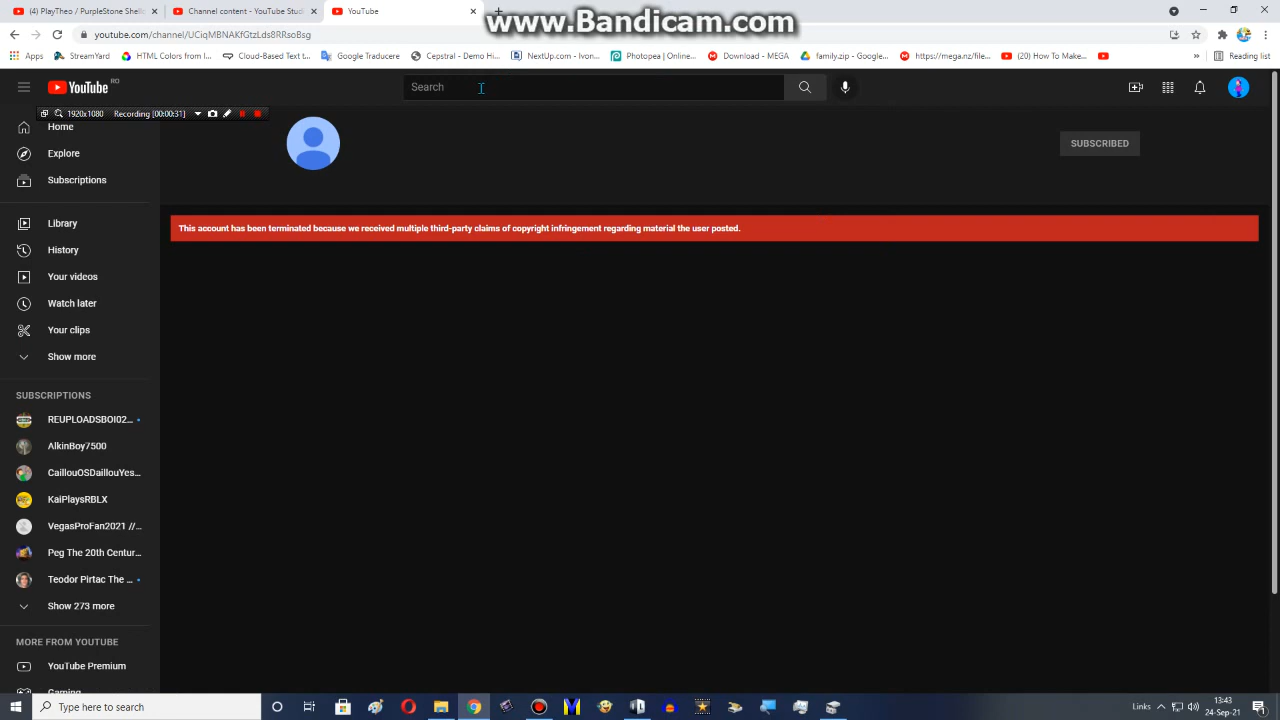 www.Bandicam.com
(4) PlayTyro / PurpleStone Shell
Channel content - YouTube Stud
YouTube
youtube.com/channel/UCiqMBNAKfGtzLds8RRsoBsg
Apps
StreamYard
HTML Colors from I...
Cloud-Based Text t...
Google Traducere
Cepstral - Demo Hi...
NextUp.com - Ivon...
Photopea | Online...
Download - MEGA
family.zip - Google...
https://mega.nz/file...
(20) How To Make...
»
Reading list
YouTube RO
Search
1920x1080 Recording [00:00:31]
Home
Explore
Subscriptions
Library
History
Your videos
Watch later
Your clips
Show more
SUBSCRIBED
This account has been terminated because we received multiple third-party claims of copyright infringement regarding material the user posted.
SUBSCRIPTIONS
REUPLOADSBOI02...
AlkinBoy7500
CaillouOSDaillouYes...
KaiPlaysRBLX
VegasProFan2021 //...
Peg The 20th Centur...
Teodor Pirtac The ...
Show 273 more
MORE FROM YOUTUBE
YouTube Premium
Gaming
Type here to search
Links
13:43
24-Sep-21